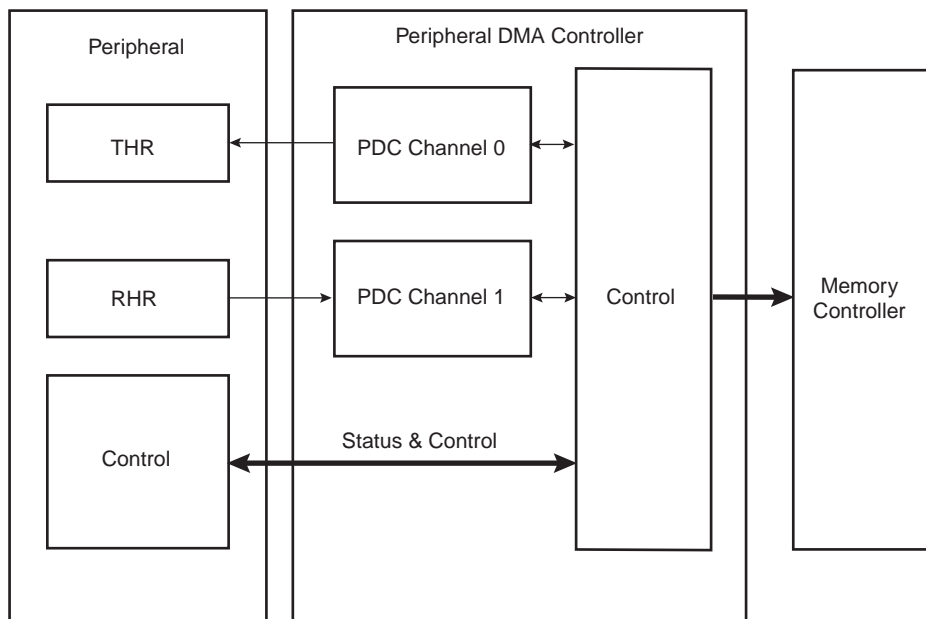 Peripheral
Peripheral DMA Controller
THR
PDC Channel 0
RHR
PDC Channel 1
Control
Memory
Controller
Control
Status & Control